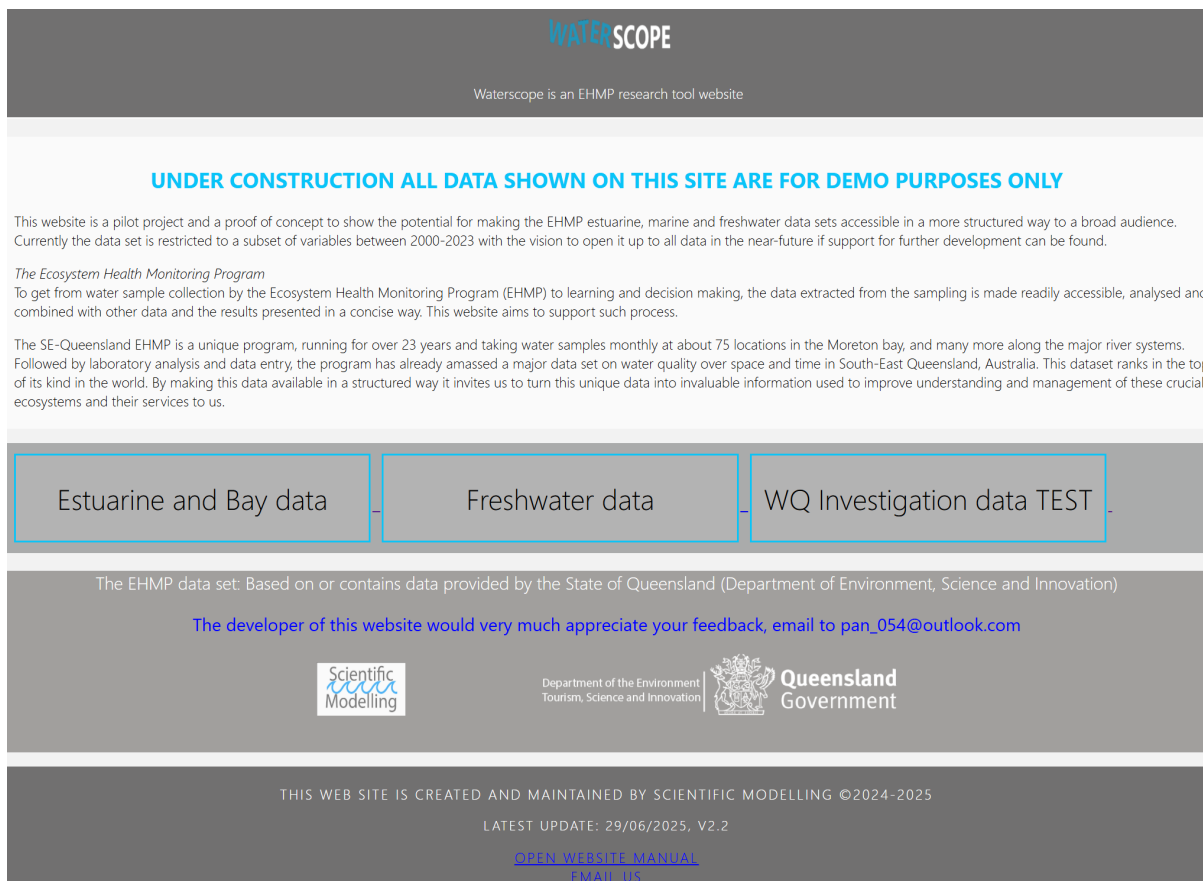 WATERSCOPE
Waterscope is an EHMP research tool website
UNDER CONSTRUCTION ALL DATA SHOWN ON THIS SITE ARE FOR DEMO PURPOSES ONLY
This website is a pilot project and a proof of concept to show the potential for making the EHMP estuarine, marine and freshwater data sets accessible in a more structured way to a broad audience.
Currently the data set is restricted to a subset of variables between 2000-2023 with the vision to open it up to all data in the near-future if support for further development can be found.
The Ecosystem Health Monitoring Program
To get from water sample collection by the Ecosystem Health Monitoring Program (EHMP) to learning and decision making, the data extracted from the sampling is made readily accessible, analysed and
combined with other data and the results presented in a concise way. This website aims to support such process.
The SE-Queensland EHMP is a unique program, running for over 23 years and taking water samples monthly at about 75 locations in the Moreton bay, and many more along the major river systems.
Followed by laboratory analysis and data entry, the program has already amassed a major data set on water quality over space and time in South-East Queensland, Australia. This dataset ranks in the top
of its kind in the world. By making this data available in a structured way it invites us to turn this unique data into invaluable information used to improve understanding and management of these crucial
ecosystems and their services to us.
Estuarine and Bay data _ Freshwater data _ WQ Investigation data TEST _
The EHMP data set: Based on or contains data provided by the State of Queensland (Department of Environment, Science and Innovation)
The developer of this website would very much appreciate your feedback, email to pan_054@outlook.com
Scientific
Modelling
Department of the Environment
Tourism, Science and Innovation
Queensland
Government
THIS WEB SITE IS CREATED AND MAINTAINED BY SCIENTIFIC MODELLING ©2024-2025
LATEST UPDATE: 29/06/2025, V2.2
OPEN WEBSITE MANUAL
EMAIL US